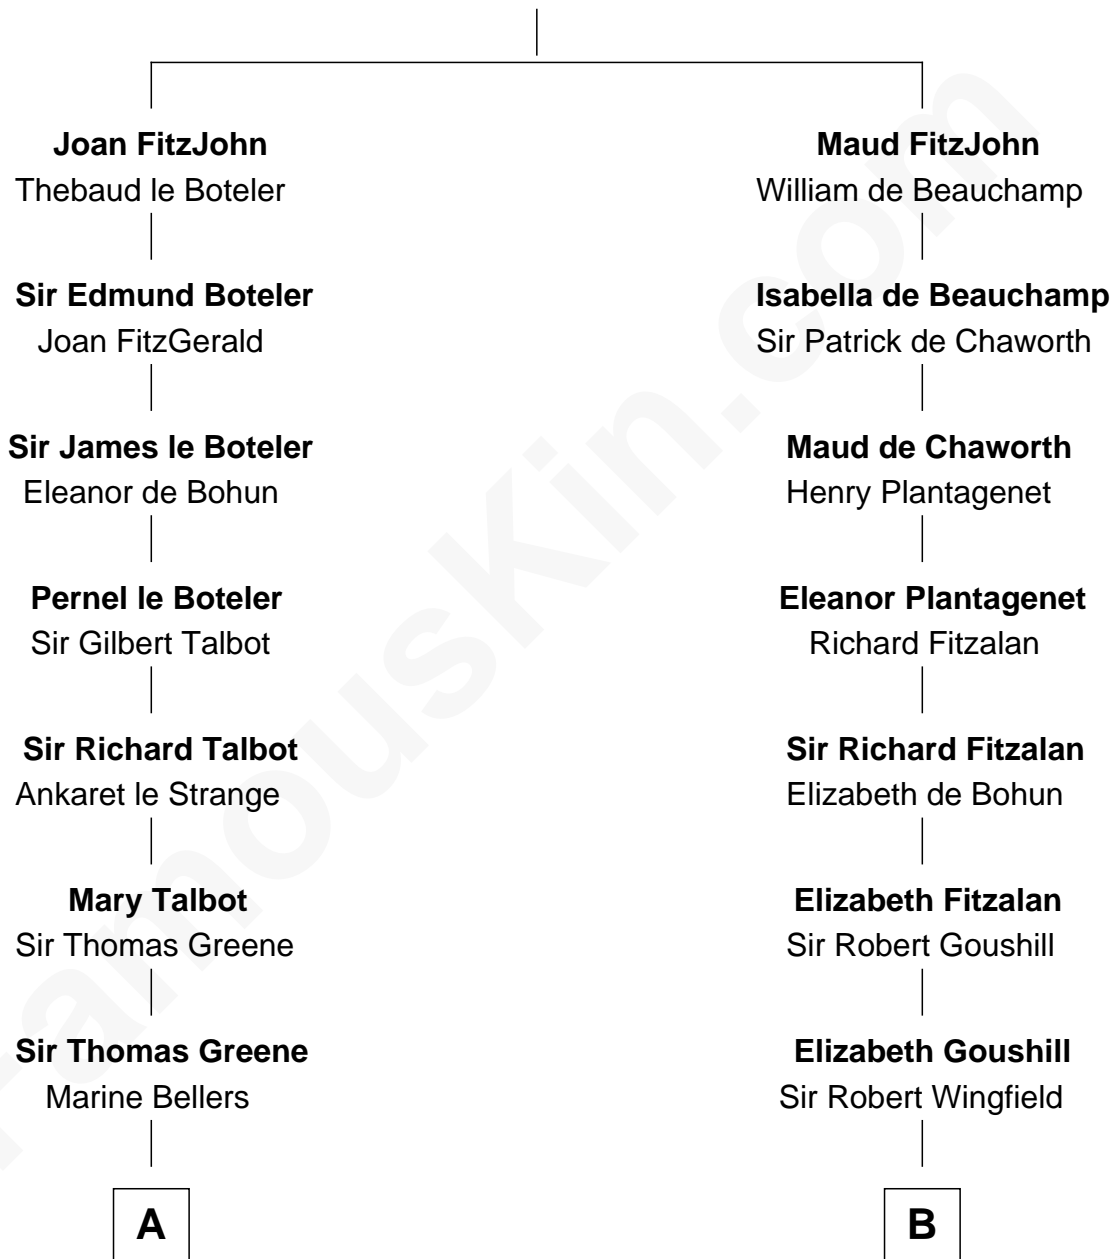 Joan FitzJohn
Thebaud le Boteler
Sir Edmund Boteler
Joan FitzGerald
Sir James le Boteler
Eleanor de Bohun
Pernel le Boteler
Sir Gilbert Talbot
Sir Richard Talbot
Ankaret le Strange
Mary Talbot
Sir Thomas Greene
Sir Thomas Greene
Marine Bellers
A
Maud FitzJohn
William de Beauchamp
Isabella de Beauchamp
Sir Patrick de Chaworth
Maud de Chaworth
Henry Plantagenet
Eleanor Plantagenet
Richard Fitzalan
Sir Richard Fitzalan
Elizabeth de Bohun
Elizabeth Fitzalan
Sir Robert Goushill
Elizabeth Goushill
Sir Robert Wingfield
B
FamousKin.com